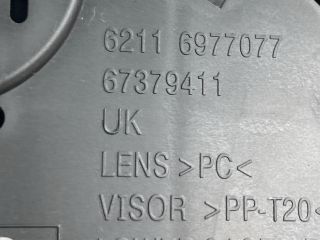 6211 6977077
67379411
UK
LENS >PC<
VISOR >PP-T20<